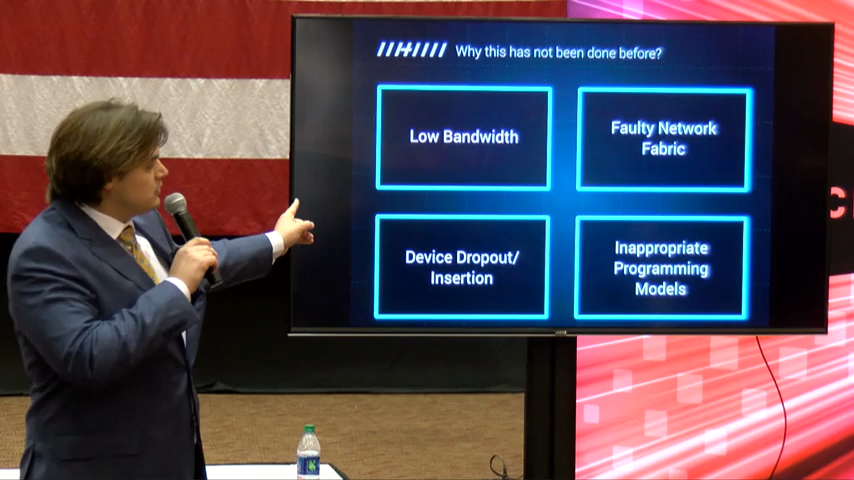 Why this has not been done before?
Low Bandwidth
Faulty Network
Fabric
Device Dropout/
Insertion
Inappropriate
Programming
Models
C